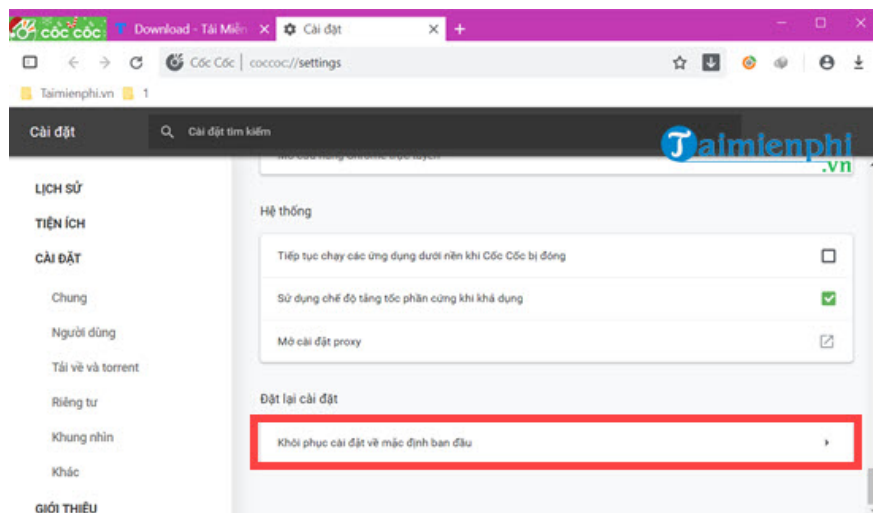 cốc cốc
Download - Tải Miễn
Cài đặt
Cốc Cốc | coccoc://settings
Taimienphi.vn
1
Cài đặt
Cài đặt tìm kiếm
Taimienphi
.vn
LỊCH SỬ
TIỆN ÍCH
CÀI ĐẶT
Chung
Người dùng
Tải về và torrent
Riêng tư
Khung nhìn
Khác
GIỚI THIỆU
Hệ thống
Tiếp tục chạy các ứng dụng dưới nền khi Cốc Cốc bị đóng
Sử dụng chế độ tăng tốc phần cứng khi khả dụng
Mở cài đặt proxy
Đặt lại cài đặt
Khôi phục cài đặt về mặc định ban đầu